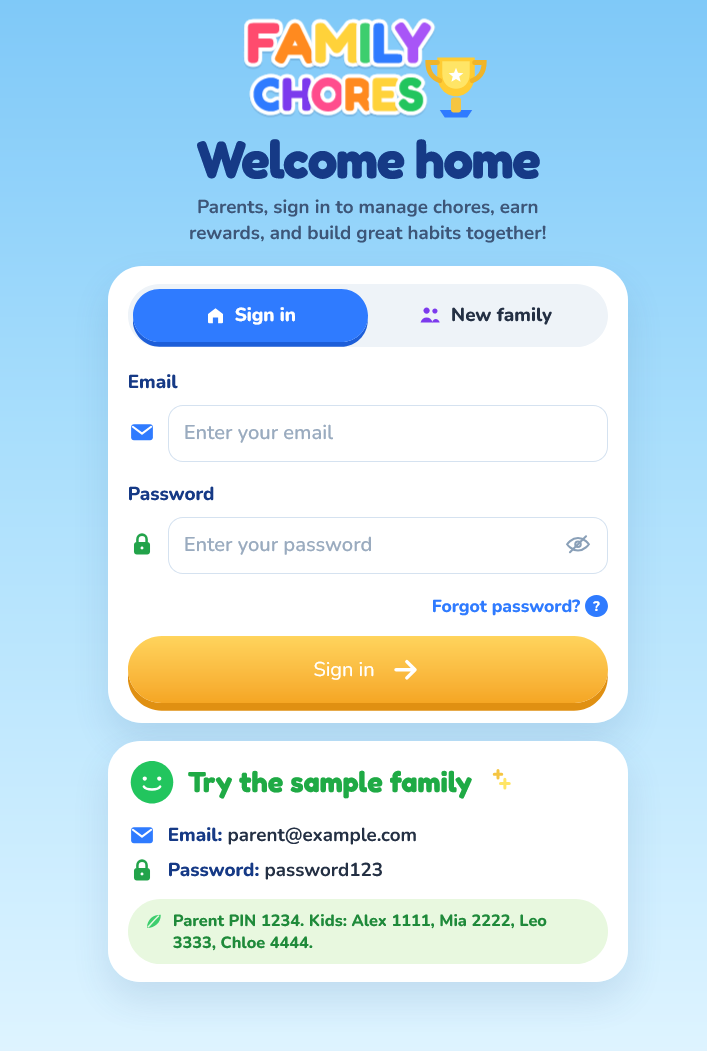 FAMILY
CHORES
Welcome home
Parents, sign in to manage chores, earn
rewards, and build great habits together!
Sign in
New family
Email
Enter your email
Password
Enter your password
Forgot password? ?
Sign in
Try the sample family
Email: parent@example.com
Password: password123
Parent PIN 1234. Kids: Alex 1111, Mia 2222, Leo
3333, Chloe 4444.